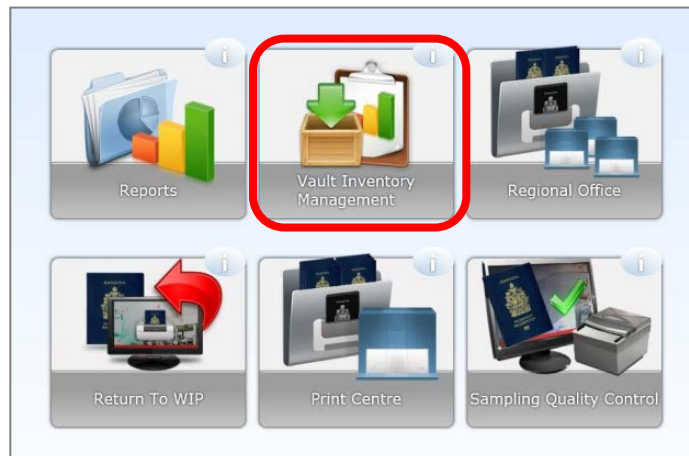 Reports
Vault Inventory
Management
Regional Office
Return To WIP
Print Centre
Sampling Quality Control